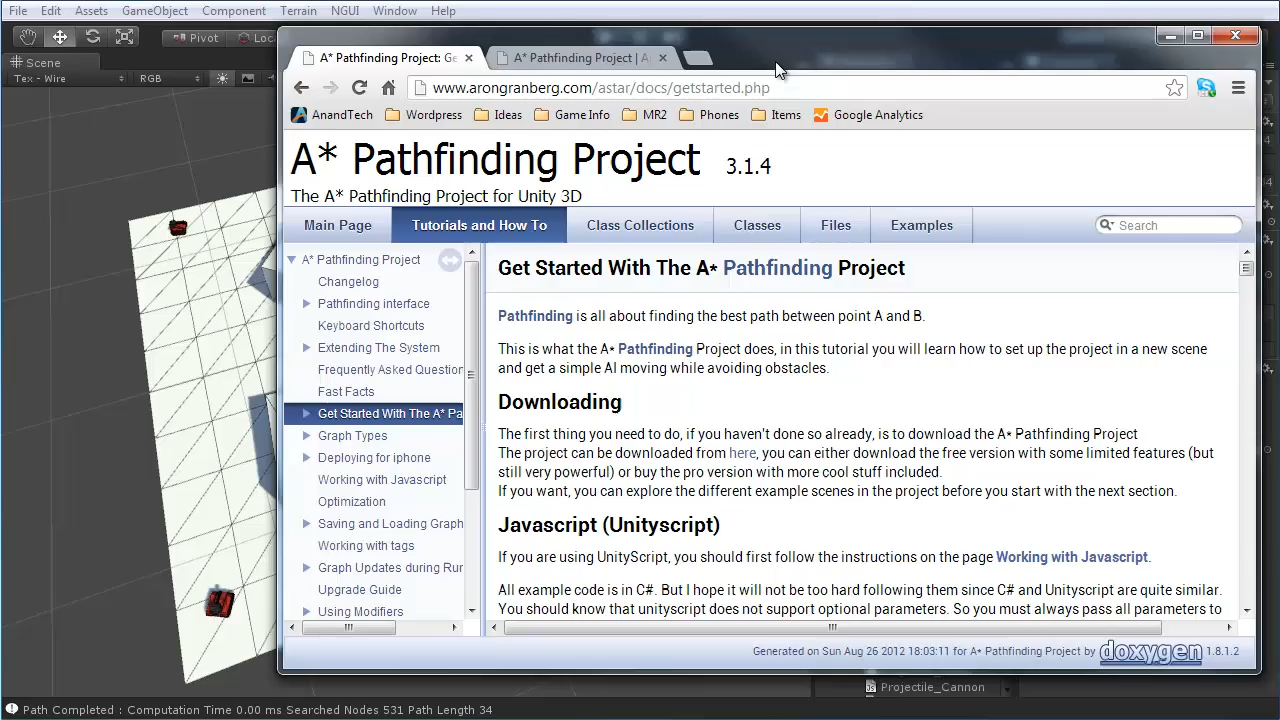 File Edit Assets GameObject Component Terrain NGUI Window Help
Pivot Loc
Scene
Tex - Wire RGB
A* Pathfinding Project: Ge
A* Pathfinding Project | A
www.arongranberg.com/astar/docs/getstarted.php
AnandTech Wordpress Ideas Game Info MR2 Phones Items Google Analytics
A* Pathfinding Project 3.1.4
The A* Pathfinding Project for Unity 3D
Main Page Tutorials and How To Class Collections Classes Files Examples Search
A* Pathfinding Project
Changelog
Pathfinding interface
Keyboard Shortcuts
Extending The System
Frequently Asked Question
Fast Facts
Get Started With The A* Pa
Graph Types
Deploying for iphone
Working with Javascript
Optimization
Saving and Loading Graph
Working with tags
Graph Updates during Run
Upgrade Guide
Using Modifiers
Get Started With The A* Pathfinding Project
Pathfinding is all about finding the best path between point A and B.
This is what the A* Pathfinding Project does, in this tutorial you will learn how to set up the project in a new scene
and get a simple AI moving while avoiding obstacles.
Downloading
The first thing you need to do, if you haven't done so already, is to download the A* Pathfinding Project
The project can be downloaded from here, you can either download the free version with some limited features (but
still very powerful) or buy the pro version with more cool stuff included.
If you want, you can explore the different example scenes in the project before you start with the next section.
Javascript (Unityscript)
If you are using UnityScript, you should first follow the instructions on the page Working with Javascript.
All example code is in C#. But I hope it will not be too hard following them since C# and Unityscript are quite similar.
You should know that unityscript does not support optional parameters. So you must always pass all parameters to
Generated on Sun Aug 26 2012 18:03:11 for A* Pathfinding Project by doxygen 1.8.1.2
Projectile_Cannon
Path Completed : Computation Time 0.00 ms Searched Nodes 531 Path Length 34